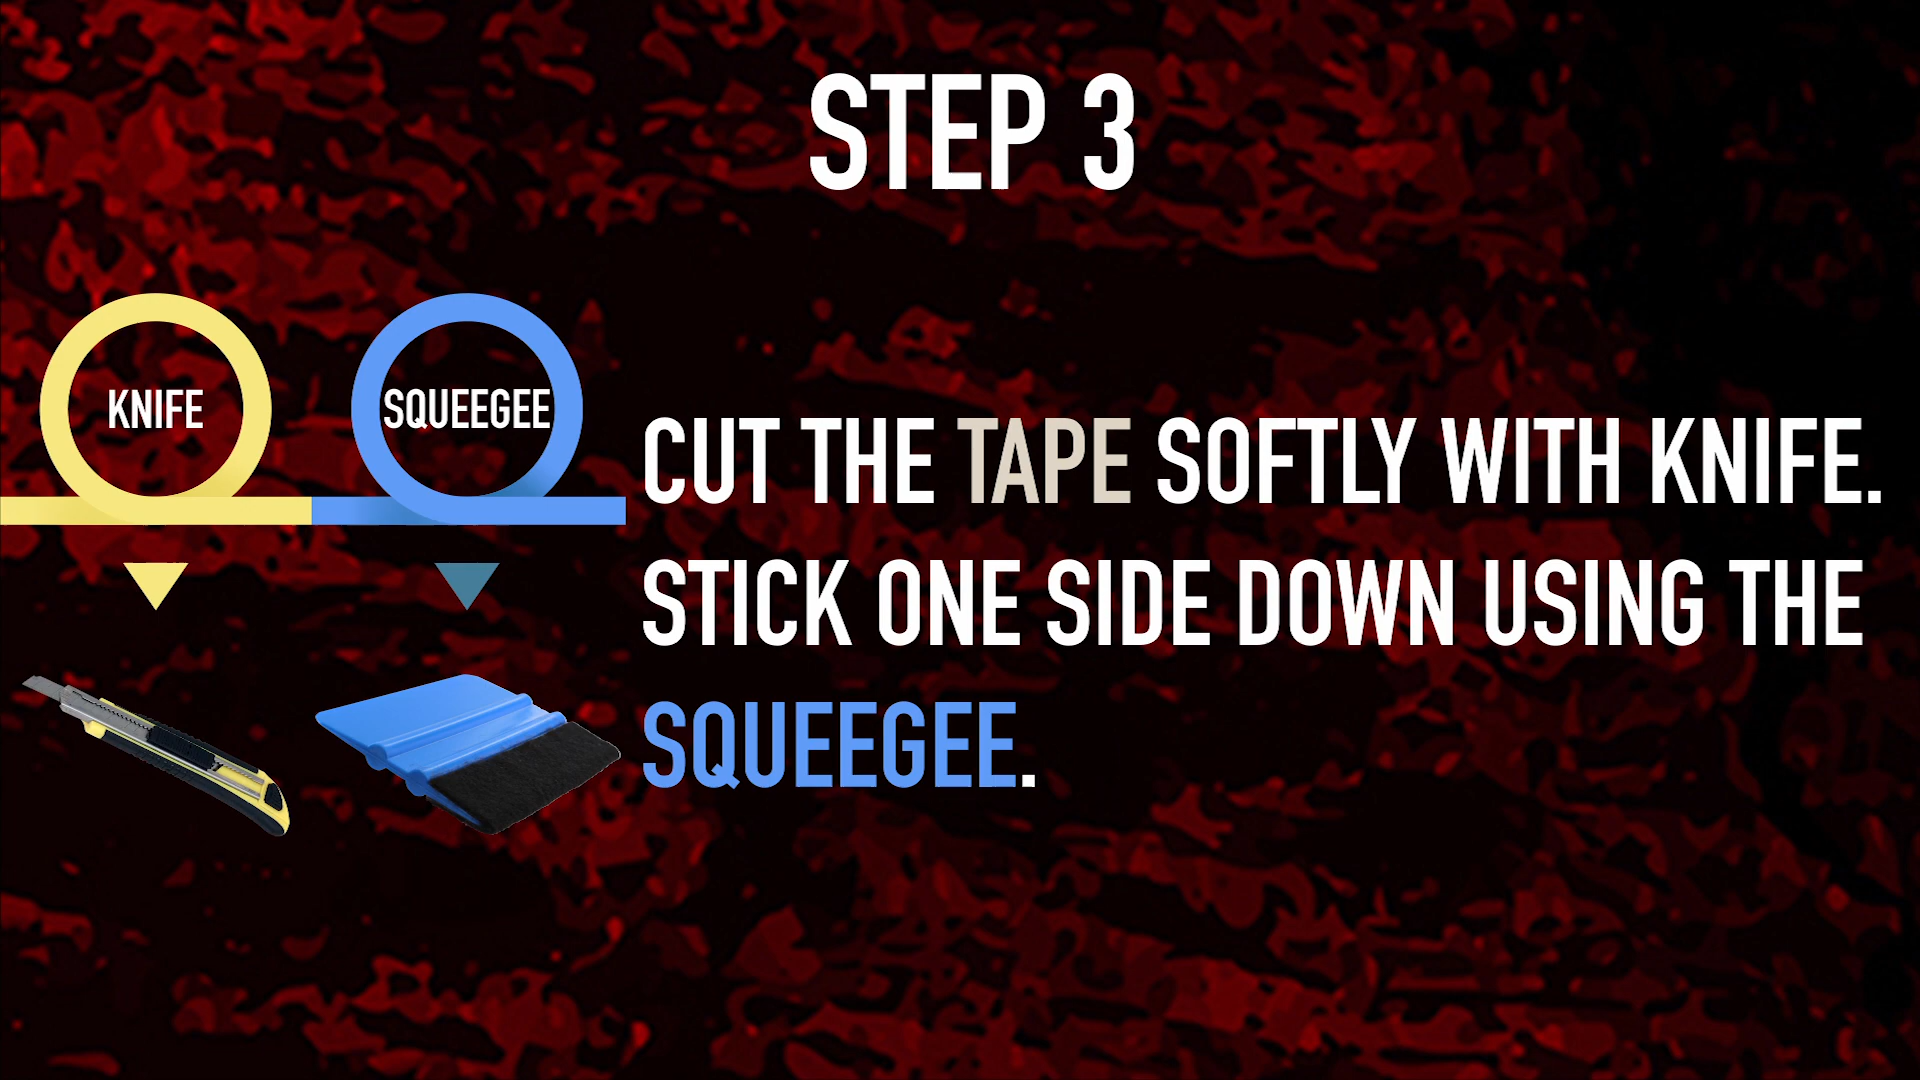 STEP 3
KNIFE
SQUEEGEE
CUT THE TAPE SOFTLY WITH KNIFE.
STICK ONE SIDE DOWN USING THE
SQUEEGEE.